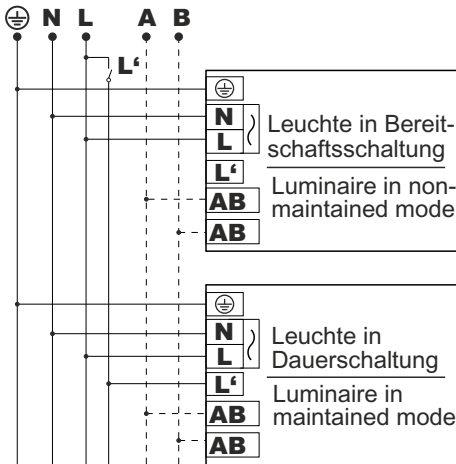 N L A B
L‘
N
L
L‘
AB
AB
Leuchte in Bereit-
schaftsschaltung
Luminaire in non-
maintained mode
N
L
L‘
AB
AB
Leuchte in
Dauerschaltung
Luminaire in
maintained mode